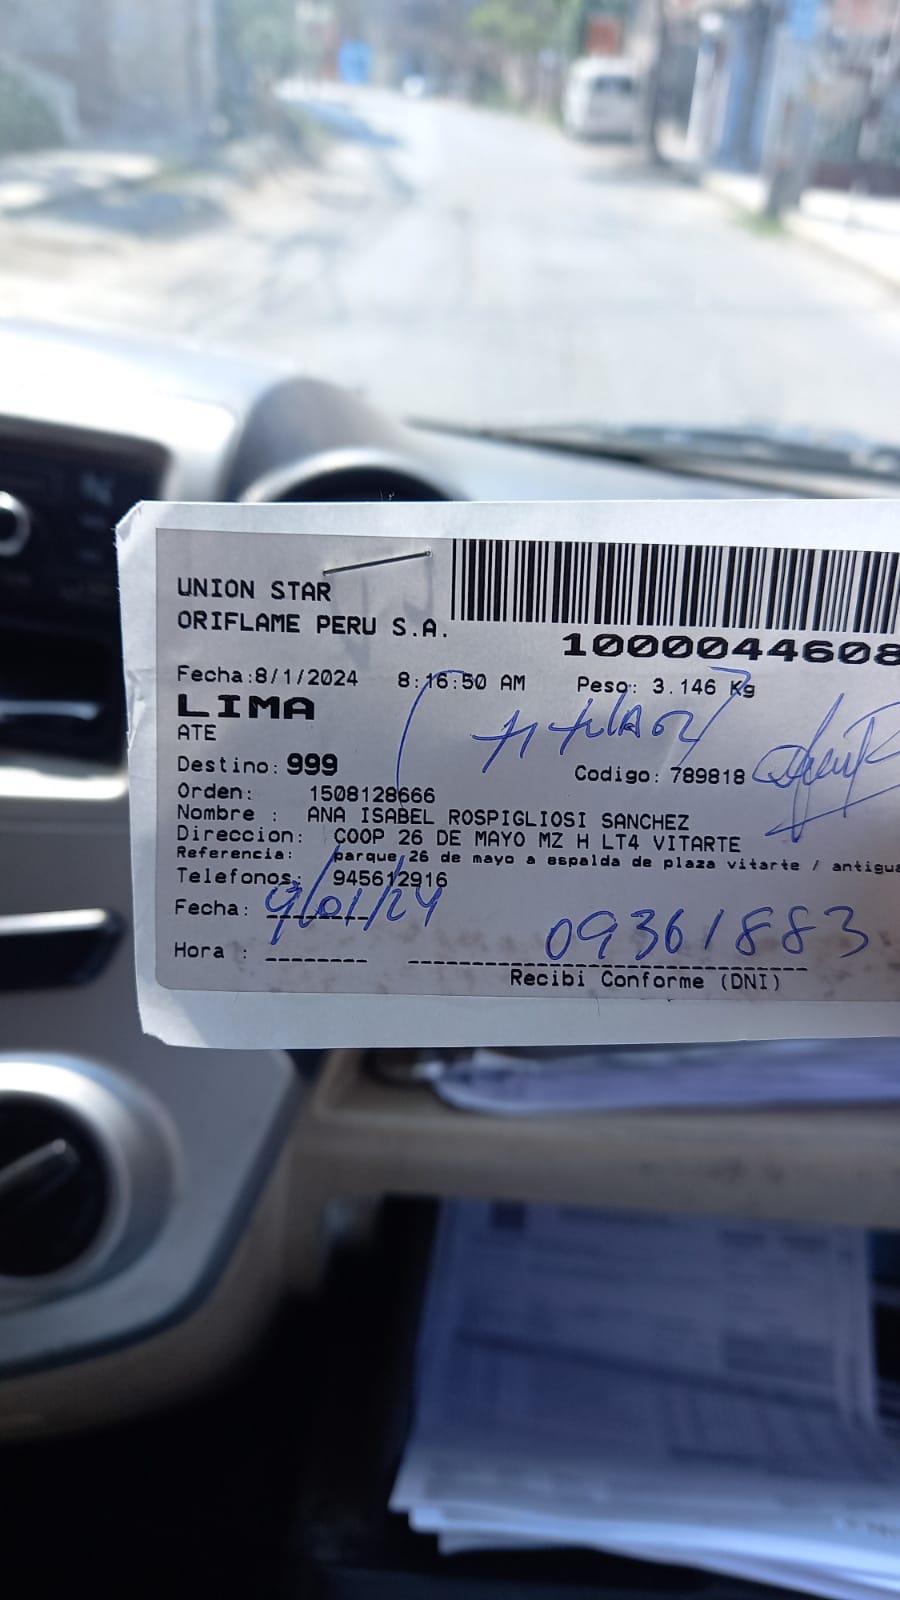 UNION STAR
ORIFLAME PERU S.A.
1000044608
Fecha:8/1/2024 8:16:50 AM Peso: 3.146 Kg
LIMA
ATE
titular
Destino: 999
Codigo: 789818
Orden: 1508128666
Nombre : ANA ISABEL ROSPIGLIOSI SANCHEZ
Direccion: COOP 26 DE MAYO MZ H LT4 VITARTE
Referencia: parque 26 de mayo a espalda de plaza vitarte / antigua
Telefonos: 945612916
Fecha: 9/01/24
09361883
Hora :
Recibi Conforme (DNI)